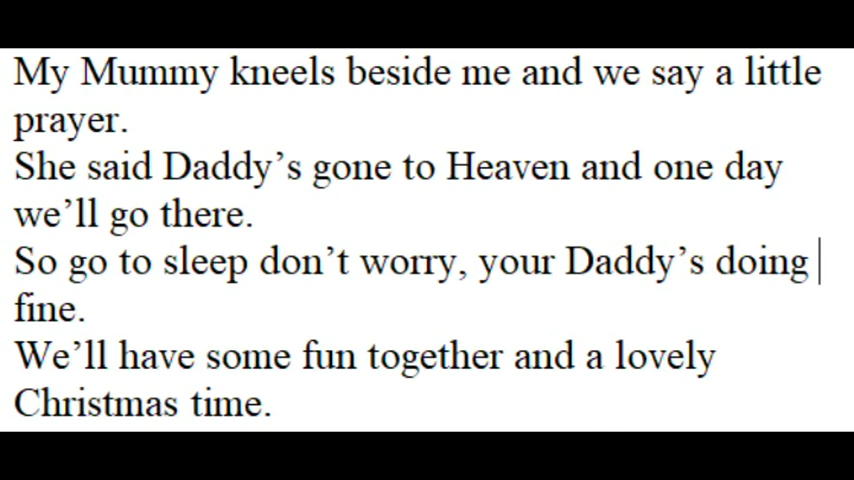 My Mummy kneels beside me and we say a little
prayer.
She said Daddy’s gone to Heaven and one day
we’ll go there.
So go to sleep don’t worry, your Daddy’s doing
fine.
We’ll have some fun together and a lovely
Christmas time.